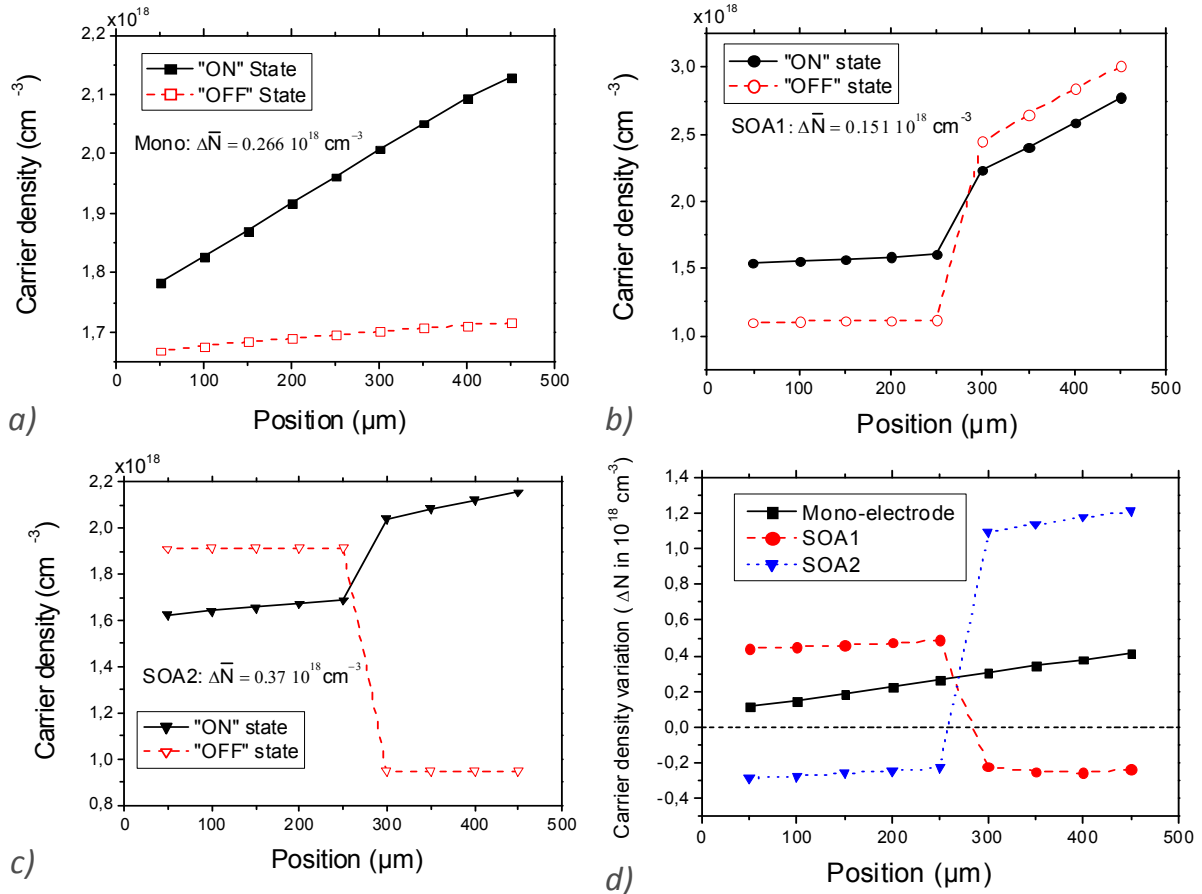 x10^18
2,2
2,1
2,0
1,9
1,8
1,7
Carrier density (cm ^-3)
"ON" State
"OFF" State
Mono: ΔN̄ = 0.266 10^18 cm^-3
0 100 200 300 400 500
Position (µm)
a)
x10^18
3,0
2,5
2,0
1,5
1,0
Carrier density (cm ^-3)
"ON" state
"OFF" state
SOA1: ΔN̄ = 0.151 10^18 cm^-3
0 100 200 300 400 500
Position (µm)
b)
x10^18
2,2
2,0
1,8
1,6
1,4
1,2
1,0
0,8
Carrier density (cm ^-3)
SOA2: ΔN̄ = 0.37 10^18 cm^-3
"ON" state
"OFF" state
0 100 200 300 400 500
Position (µm)
c)
1,4
1,2
1,0
0,8
0,6
0,4
0,2
0,0
-0,2
-0,4
Carrier density variation ( ΔN in 10^18 cm^-3)
Mono-electrode
SOA1
SOA2
0 100 200 300 400 500
Position (µm)
d)